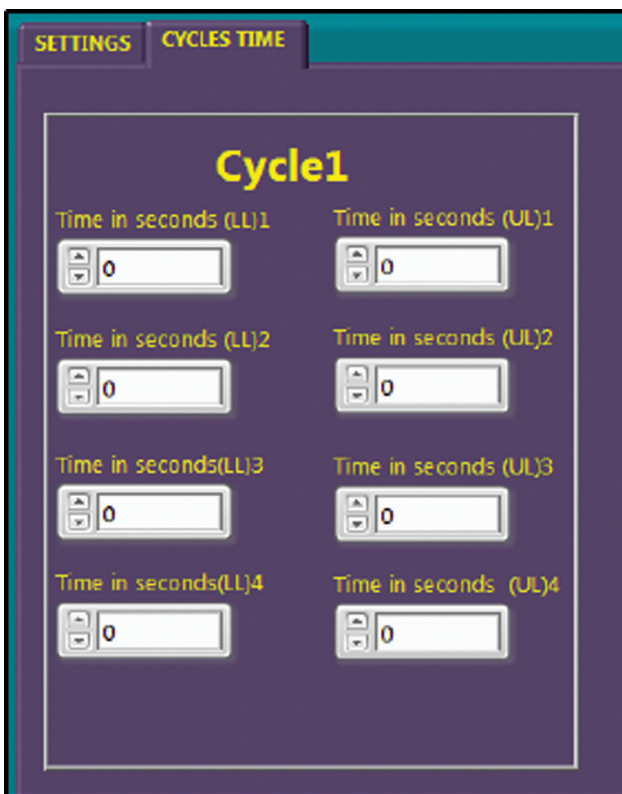 SETTINGS CYCLES TIME
Cycle1
Time in seconds (LL)1 Time in seconds (UL)1
0 0
Time in seconds (LL)2 Time in seconds (UL)2
0 0
Time in seconds(LL)3 Time in seconds (UL)3
0 0
Time in seconds(LL)4 Time in seconds (UL)4
0 0